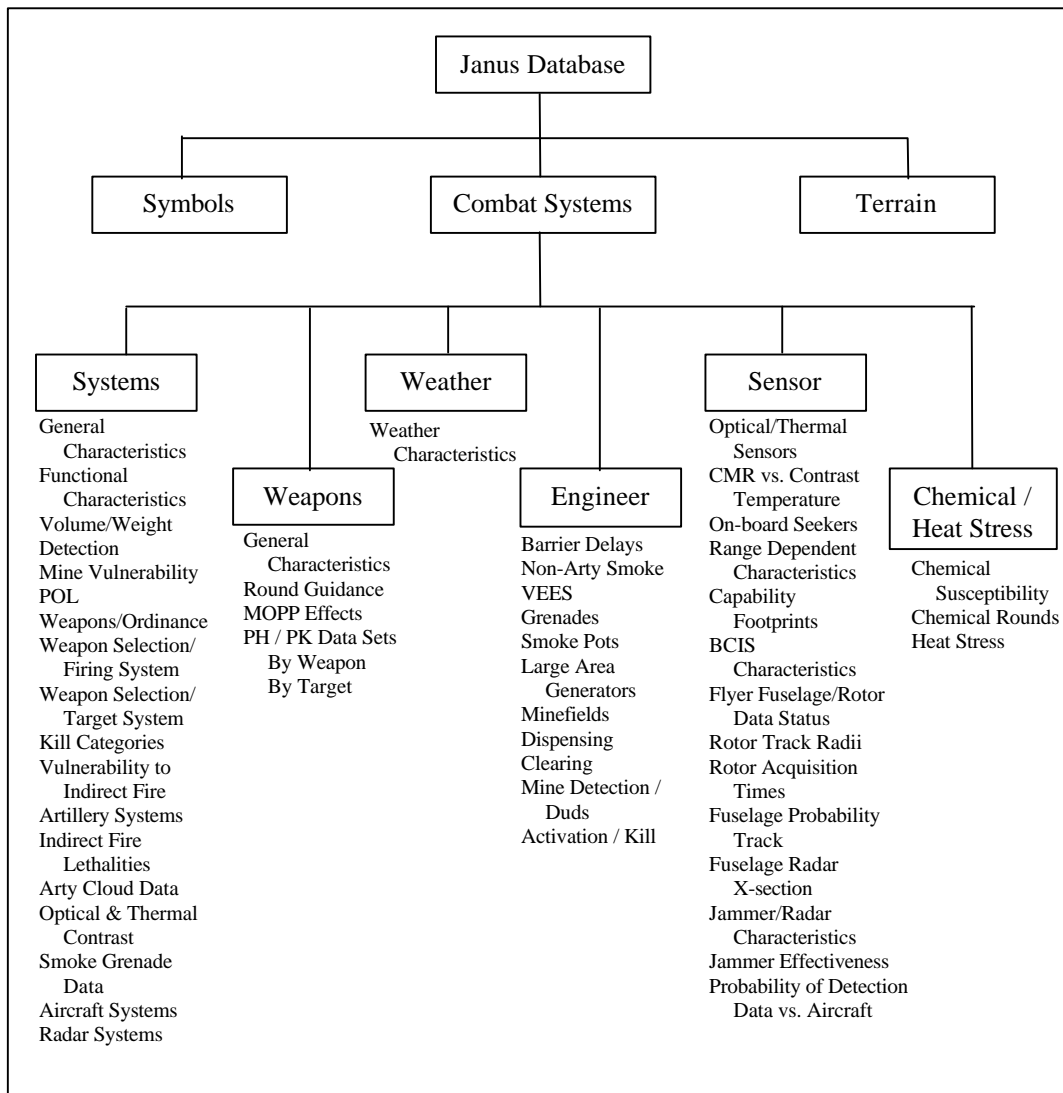 Janus Database
Symbols
Combat Systems
Terrain
Systems
General
Characteristics
Functional
Characteristics
Volume/Weight
Detection
Mine Vulnerability
POL
Weapons/Ordinance
Weapon Selection/
Firing System
Weapon Selection/
Target System
Kill Categories
Vulnerability to
Indirect Fire
Artillery Systems
Indirect Fire
Lethalities
Arty Cloud Data
Optical & Thermal
Contrast
Smoke Grenade
Data
Aircraft Systems
Radar Systems
Weapons
General
Characteristics
Round Guidance
MOPP Effects
PH / PK Data Sets
By Weapon
By Target
Weather
Weather
Characteristics
Engineer
Barrier Delays
Non-Arty Smoke
VEES
Grenades
Smoke Pots
Large Area
Generators
Minefields
Dispensing
Clearing
Mine Detection /
Duds
Activation / Kill
Sensor
Optical/Thermal
Sensors
CMR vs. Contrast
Temperature
On-board Seekers
Range Dependent
Characteristics
Capability
Footprints
BCIS
Characteristics
Flyer Fuselage/Rotor
Data Status
Rotor Track Radii
Rotor Acquisition
Times
Fuselage Probability
Track
Fuselage Radar
X-section
Jammer/Radar
Characteristics
Jammer Effectiveness
Probability of Detection
Data vs. Aircraft
Chemical /
Heat Stress
Chemical
Susceptibility
Chemical Rounds
Heat Stress